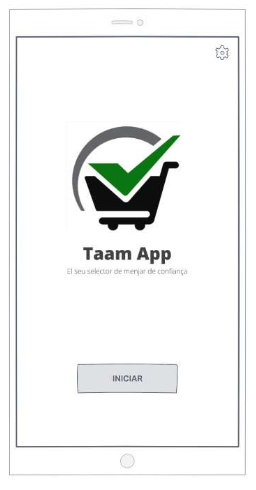 Taam App
El seu selector de menjar de confiança
INICIAR